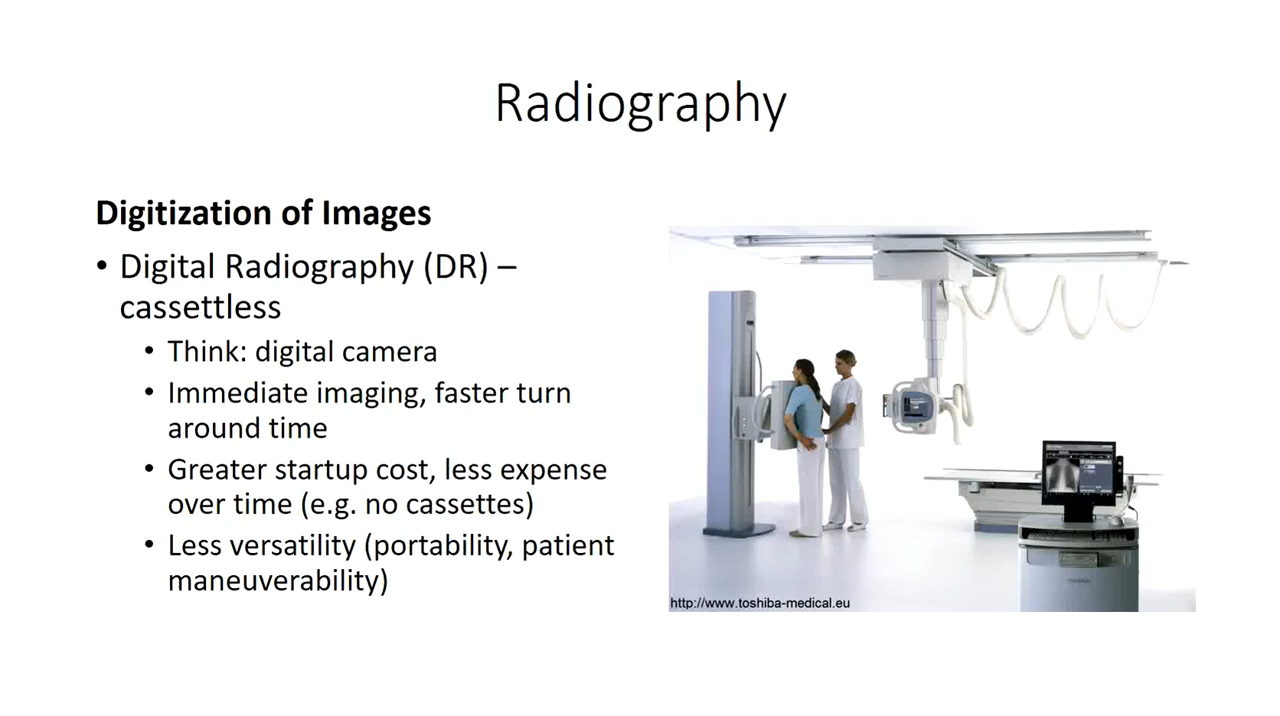 Radiography
Digitization of Images
• Digital Radiography (DR) –
cassettless
• Think: digital camera
• Immediate imaging, faster turn
around time
• Greater startup cost, less expense
over time (e.g. no cassettes)
• Less versatility (portability, patient
maneuverability)
TOSHIBA
http://www.toshiba-medical.eu